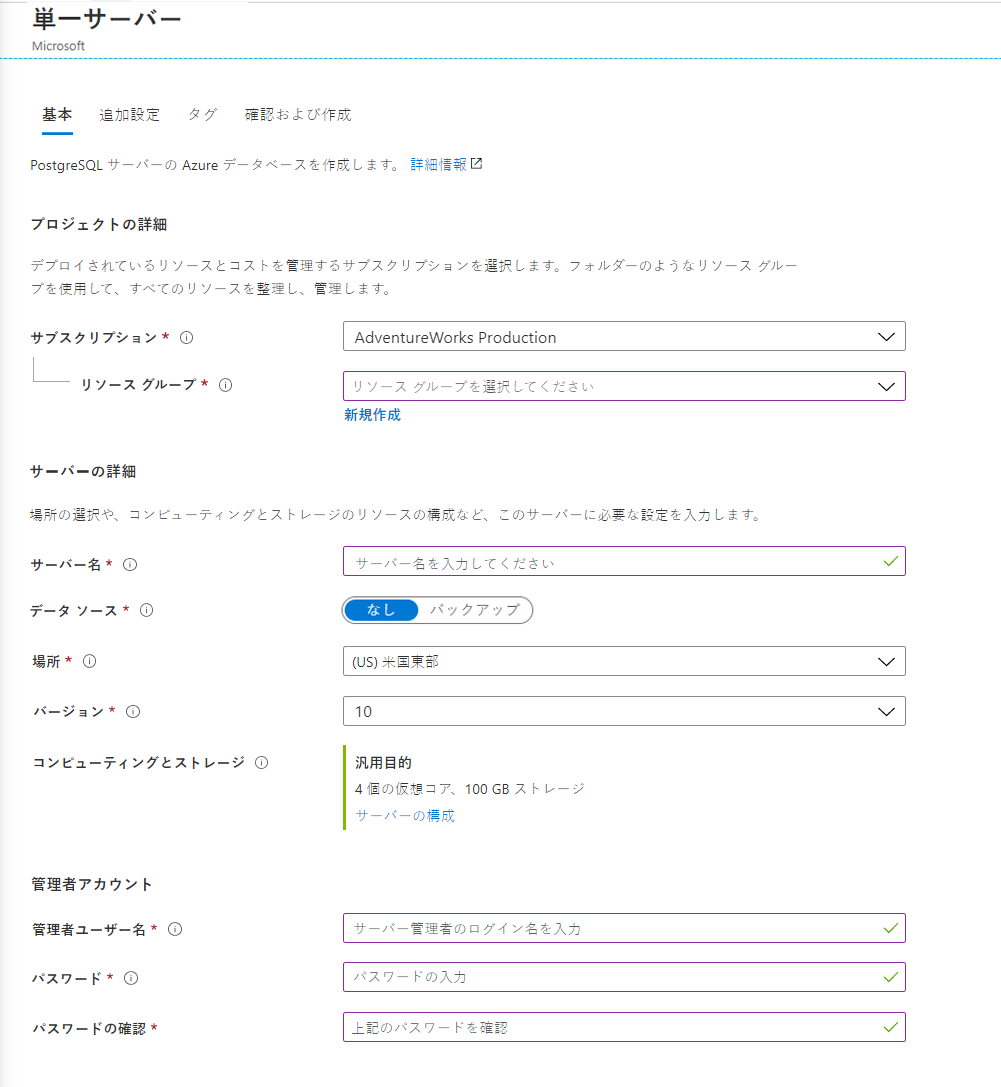 単一サーバー
Microsoft
基本 追加設定 タグ 確認および作成
PostgreSQL サーバーの Azure データベースを作成します。 詳細情報
プロジェクトの詳細
デプロイされているリソースとコストを管理するサブスクリプションを選択します。フォルダーのようなリソース グルー
プを使用して、すべてのリソースを整理し、管理します。
サブスクリプション * AdventureWorks Production
リソース グループ * リソース グループを選択してください
新規作成
サーバーの詳細
場所の選択や、コンピューティングとストレージのリソースの構成など、このサーバーに必要な設定を入力します。
サーバー名 * サーバー名を入力してください
データ ソース * なし バックアップ
場所 * (US) 米国東部
バージョン * 10
コンピューティングとストレージ 汎用目的
4 個の仮想コア、100 GB ストレージ
サーバーの構成
管理者アカウント
管理者ユーザー名 * サーバー管理者のログイン名を入力
パスワード * パスワードの入力
パスワードの確認 * 上記のパスワードを確認